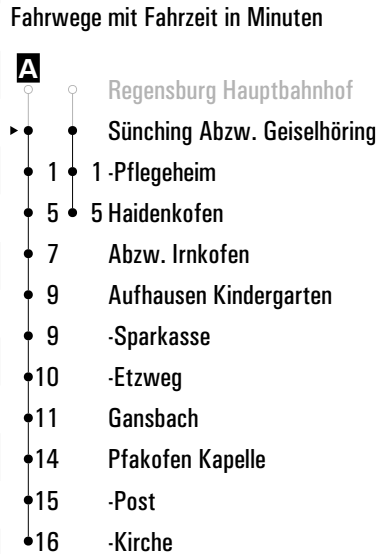 Fahrwege mit Fahrzeit in Minuten
A
Regensburg Hauptbahnhof
Sünching Abzw. Geiselhöring
1 1 -Pflegeheim
5 5 Haidenkofen
7 Abzw. Irnkofen
9 Aufhausen Kindergarten
9 -Sparkasse
10 -Etzweg
11 Gansbach
14 Pfakofen Kapelle
15 -Post
16 -Kirche